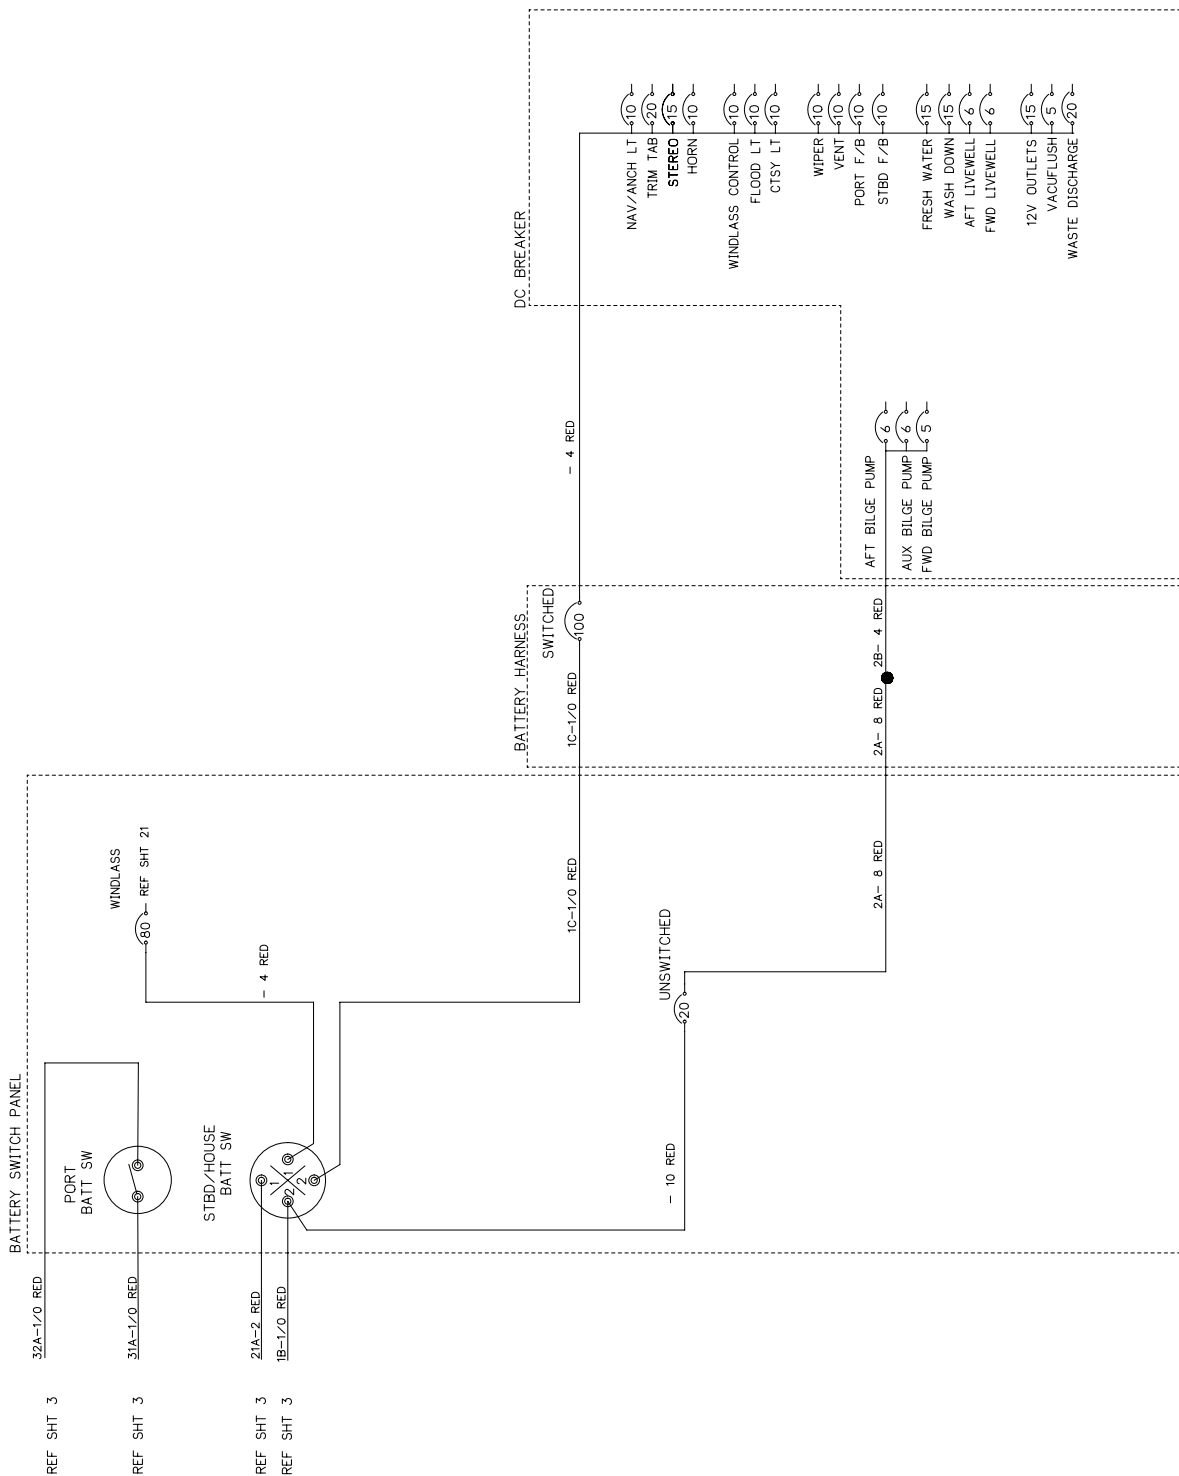 BATTERY SWITCH PANEL
REF SHT 3
32A-1/0 RED
REF SHT 3
31A-1/0 RED
PORT
BATT SW
WINDLASS
80
REF SHT 21
REF SHT 3
21A-2 RED
REF SHT 3
1B-1/0 RED
STBD/HOUSE
BATT SW
1
1
2
2
- 4 RED
- 10 RED
UNSWITCHED
20
1C-1/0 RED
2A- 8 RED
BATTERY HARNESS
1C-1/0 RED
SWITCHED
100
2A- 8 RED
2B- 4 RED
- 4 RED
DC BREAKER
NAV/ANCH LT
10
TRIM TAB
20
STEREO
15
HORN
10
WINDLASS CONTROL
10
FLOOD LT
10
CTSY LT
10
WIPER
10
VENT
10
PORT F/B
10
STBD F/B
10
FRESH WATER
15
WASH DOWN
15
AFT LIVEWELL
6
FWD LIVEWELL
6
12V OUTLETS
15
VACUFLUSH
5
WASTE DISCHARGE
20
AFT BILGE PUMP
6
AUX BILGE PUMP
6
FWD BILGE PUMP
5